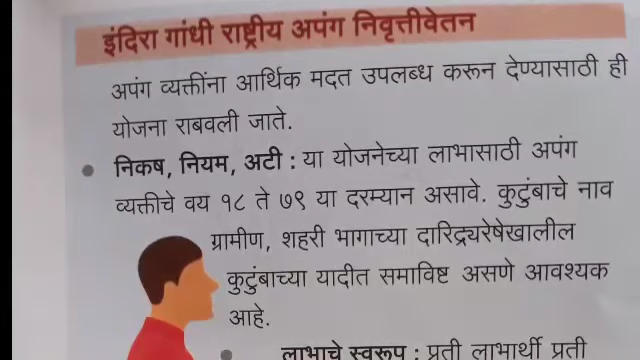 इंदिरा गांधी राष्ट्रीय अपंग निवृत्तीवेतन
अपंग व्यक्तींना आर्थिक मदत उपलब्ध करून देण्यासाठी ही
योजना राबवली जाते.
• निकष, नियम, अटी : या योजनेच्या लाभासाठी अपंग
व्यक्तीचे वय १८ ते ७९ या दरम्यान असावे. कुटुंबाचे नाव
ग्रामीण, शहरी भागाच्या दारिद्र्यरेषेखालील
कुटुंबाच्या यादीत समाविष्ट असणे आवश्यक
आहे.
• लाभाचे स्वरूप : प्रती लाभार्थी प्रती